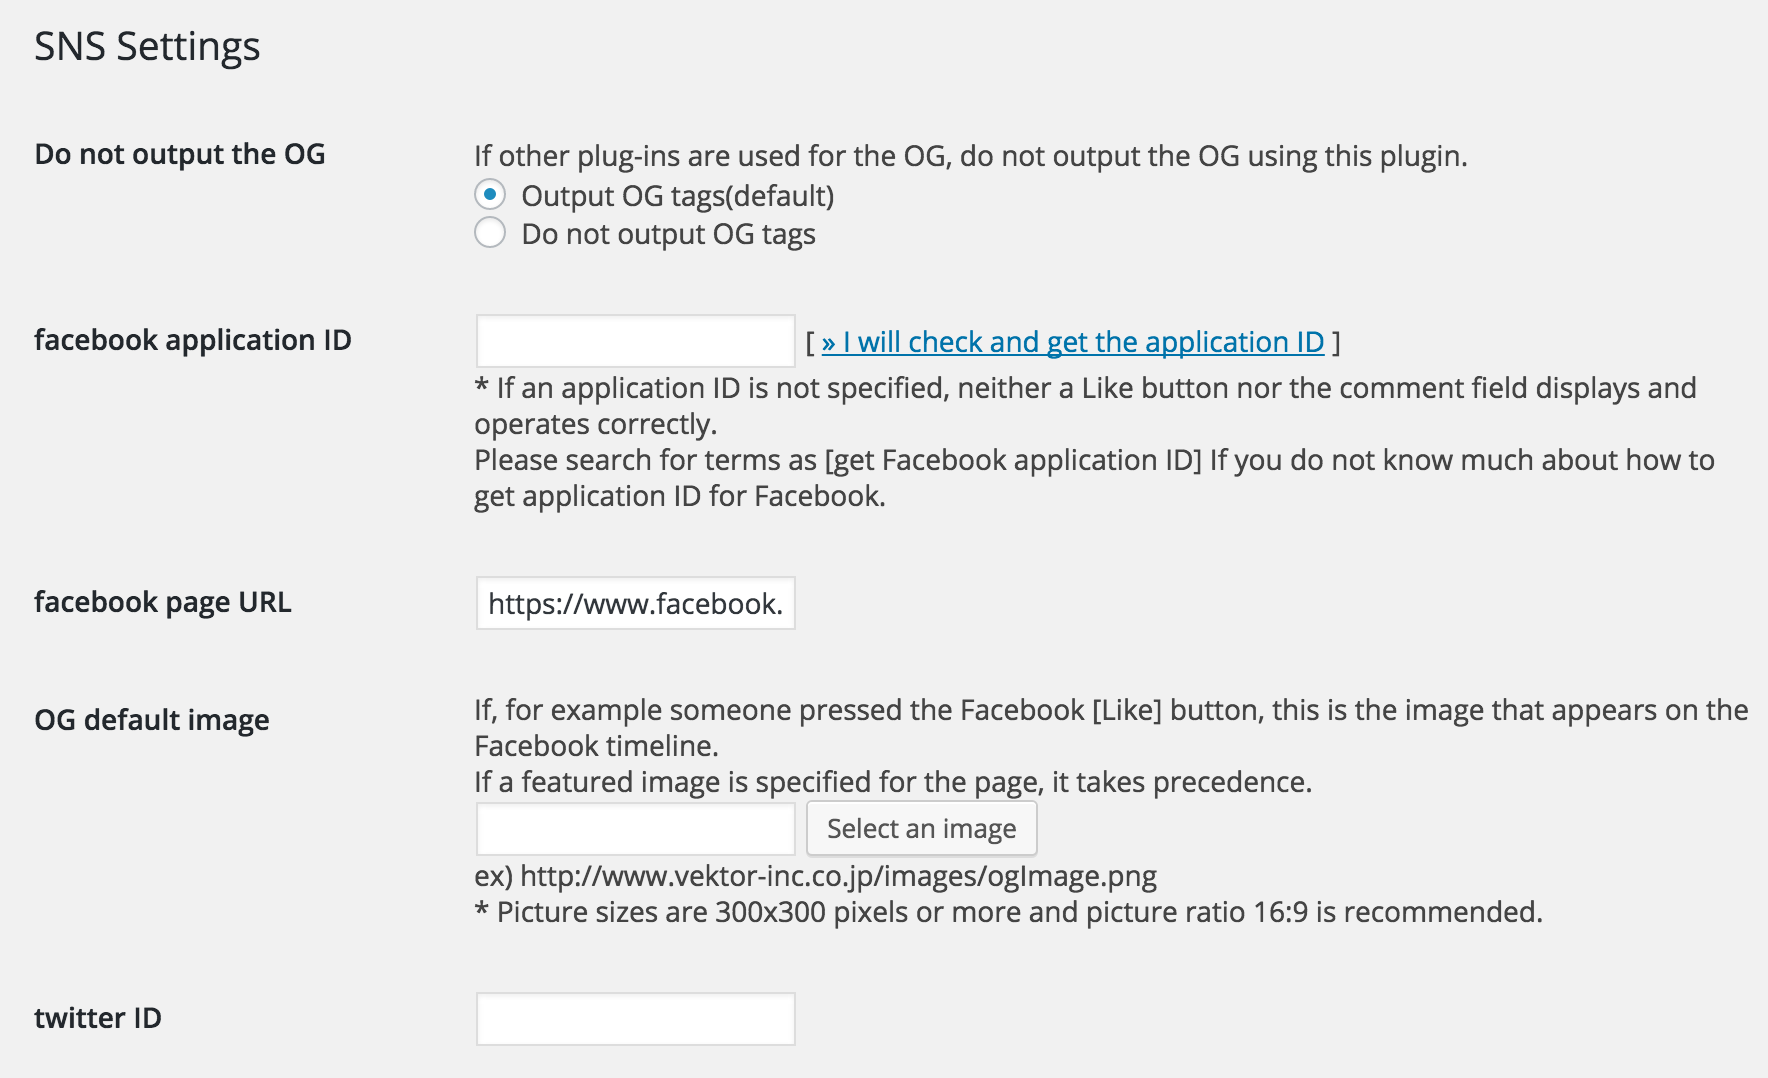 SNS Settings
Do not output the OG
If other plug-ins are used for the OG, do not output the OG using this plugin.
Output OG tags(default)
Do not output OG tags
facebook application ID
[ » I will check and get the application ID ]
* If an application ID is not specified, neither a Like button nor the comment field displays and
operates correctly.
Please search for terms as [get Facebook application ID] If you do not know much about how to
get application ID for Facebook.
facebook page URL
https://www.facebook.
OG default image
If, for example someone pressed the Facebook [Like] button, this is the image that appears on the
Facebook timeline.
If a featured image is specified for the page, it takes precedence.
Select an image
ex) http://www.vektor-inc.co.jp/images/ogImage.png
* Picture sizes are 300x300 pixels or more and picture ratio 16:9 is recommended.
twitter ID